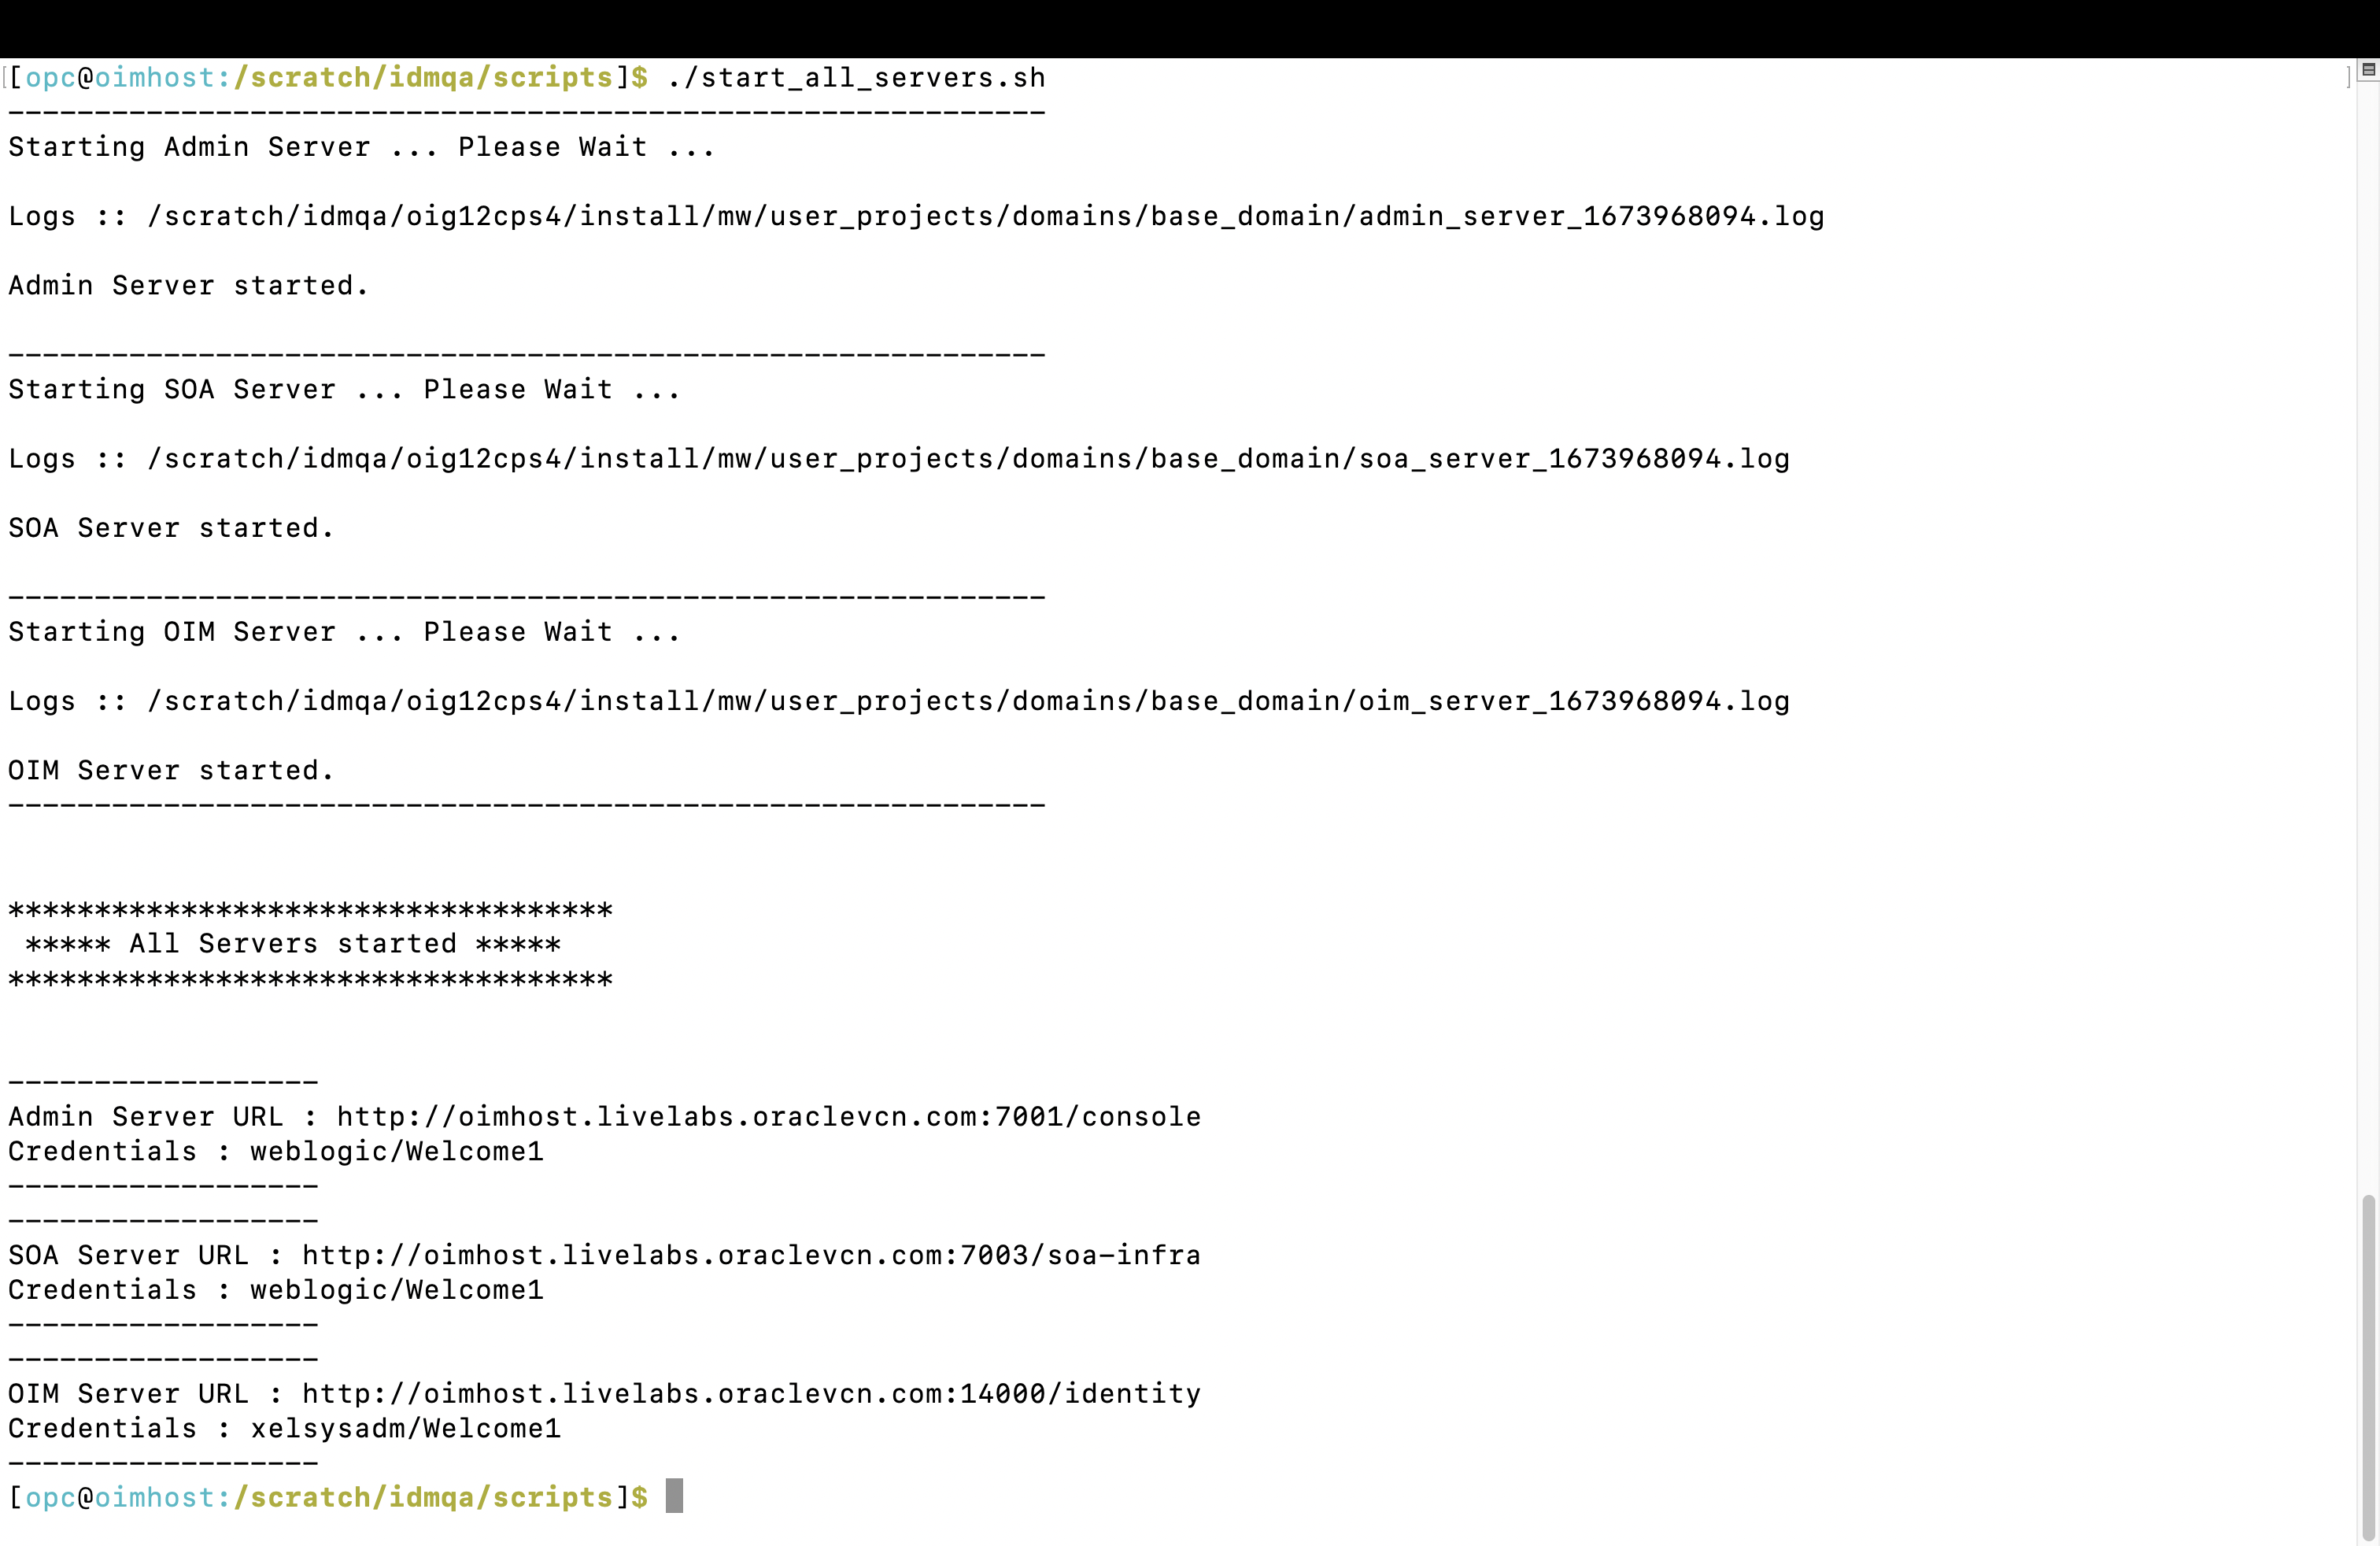 [opc@oimhost:/scratch/idmqa/scripts]$ ./start_all_servers.sh
------------------------------------------------------------
Starting Admin Server ... Please Wait ...
Logs :: /scratch/idmqa/oig12cps4/install/mw/user_projects/domains/base_domain/admin_server_1673968094.log
Admin Server started.
------------------------------------------------------------
Starting SOA Server ... Please Wait ...
Logs :: /scratch/idmqa/oig12cps4/install/mw/user_projects/domains/base_domain/soa_server_1673968094.log
SOA Server started.
------------------------------------------------------------
Starting OIM Server ... Please Wait ...
Logs :: /scratch/idmqa/oig12cps4/install/mw/user_projects/domains/base_domain/oim_server_1673968094.log
OIM Server started.
------------------------------------------------------------
***********************************
***** All Servers started *****
***********************************
------------------
Admin Server URL : http://oimhost.livelabs.oraclevcn.com:7001/console
Credentials : weblogic/Welcome1
------------------
------------------
SOA Server URL : http://oimhost.livelabs.oraclevcn.com:7003/soa-infra
Credentials : weblogic/Welcome1
------------------
------------------
OIM Server URL : http://oimhost.livelabs.oraclevcn.com:14000/identity
Credentials : xelsysadm/Welcome1
------------------
[opc@oimhost:/scratch/idmqa/scripts]$